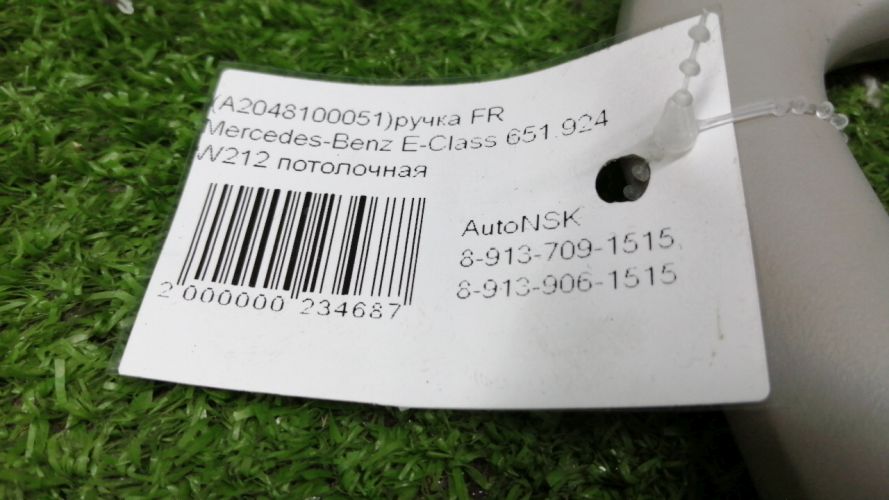 (A2048100051)ручка FR
Mercedes-Benz E-Class 651.924
W212 потолочная
2 000000 234687
AutoNSK
8-913-709-1515,
8-913-906-1515